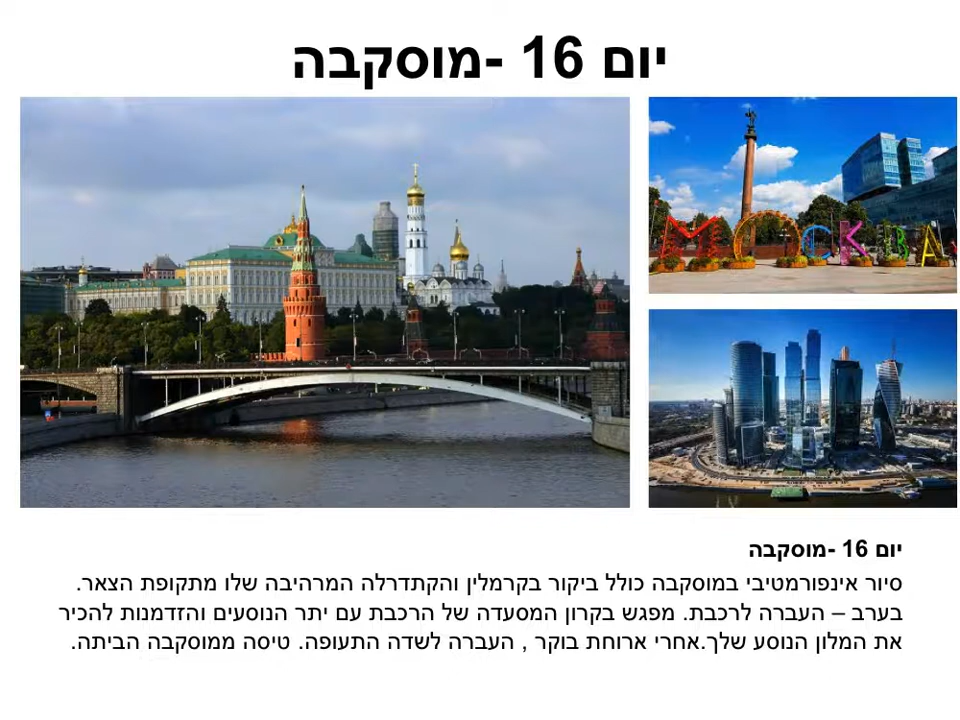 יום 16 -מוסקבה
МОСКВА
יום 16 -מוסקבה
סיור אינפורמטיבי במוסקבה כולל ביקור בקרמלין והקתדרלה המרהיבה שלו מתקופת הצאר.
בערב – העברה לרכבת. מפגש בקרון המסעדה של הרכבת עם יתר הנוסעים והזדמנות להכיר
את המלון הנוסע שלך.אחרי ארוחת בוקר , העברה לשדה התעופה. טיסה ממוסקבה הביתה.